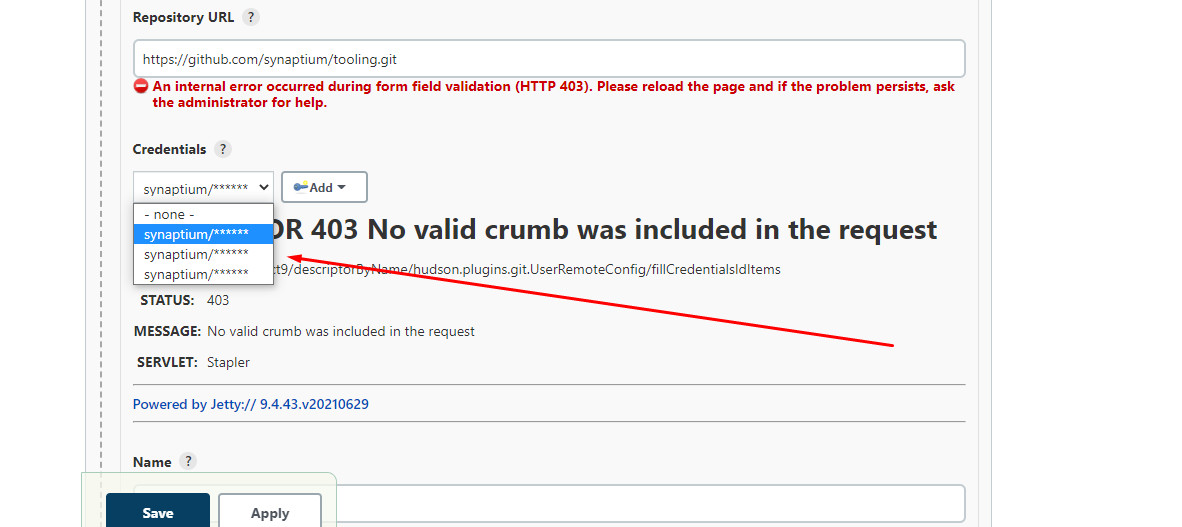 Repository URL ?
https://github.com/synaptium/tooling.git
An internal error occurred during form field validation (HTTP 403). Please reload the page and if the problem persists, ask
the administrator for help.
Credentials ?
synaptium/******
Add
- none -
synaptium/******
synaptium/******
synaptium/******
OR 403 No valid crumb was included in the request
ct9/descriptorByName/hudson.plugins.git.UserRemoteConfig/fillCredentialsIdItems
STATUS: 403
MESSAGE: No valid crumb was included in the request
SERVLET: Stapler
Powered by Jetty:// 9.4.43.v20210629
Name ?
Save
Apply